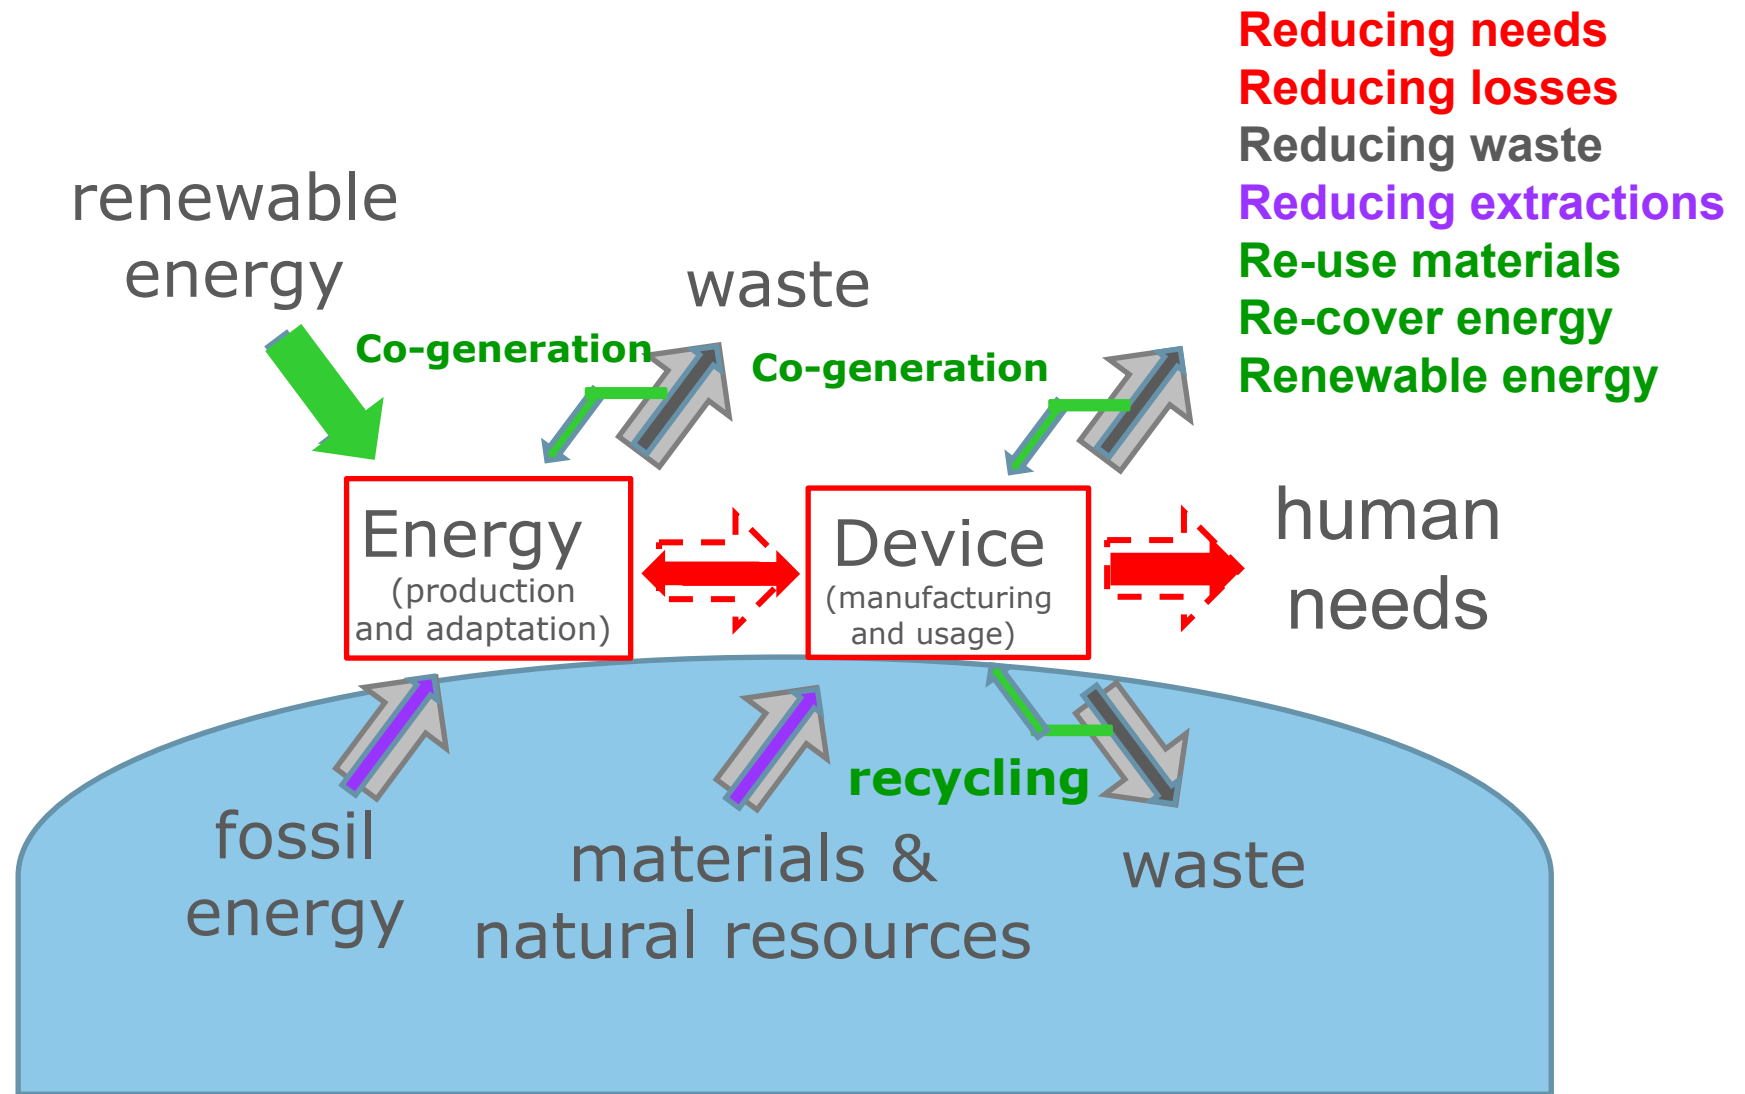 Reducing needs
Reducing losses
Reducing waste
Reducing extractions
Re-use materials
Re-cover energy
Renewable energy
renewable
energy
waste
Co-generation
Co-generation
Energy
(production
and adaptation)
Device
(manufacturing
and usage)
human
needs
recycling
fossil
energy
materials &
natural resources
waste